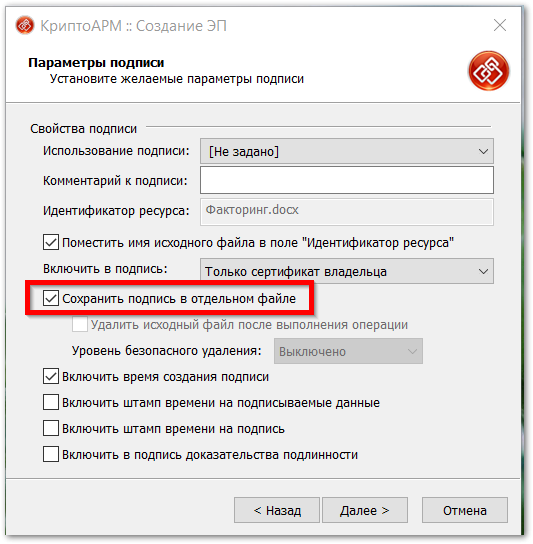 КриптоАРМ :: Создание ЭП
Параметры подписи
Установите желаемые параметры подписи
Свойства подписи
Использование подписи: [Не задано]
Комментарий к подписи:
Идентификатор ресурса: Факторинг.docx
Поместить имя исходного файла в поле "Идентификатор ресурса"
Включить в подпись: Только сертификат владельца
Сохранить подпись в отдельном файле
Удалить исходный файл после выполнения операции
Уровень безопасного удаления: Выключено
Включить время создания подписи
Включить штамп времени на подписываемые данные
Включить штамп времени на подпись
Включить в подпись доказательства подлинности
< Назад Далее > Отмена